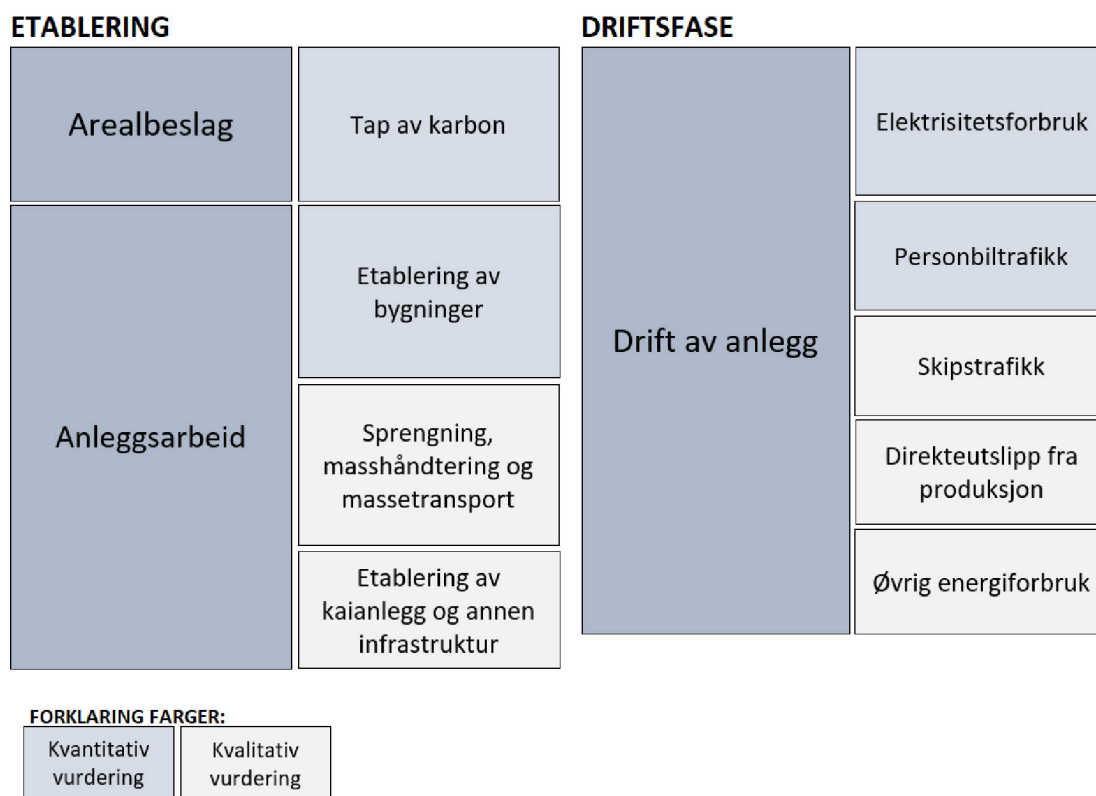 ETABLERING
Arealbeslag
Tap av karbon
Anleggsarbeid
Etablering av
bygninger
Sprengning,
masshåndtering og
massetransport
Etablering av
kaianlegg og annen
infrastruktur
DRIFTSFASE
Drift av anlegg
Elektrisitetsforbruk
Personbiltrafikk
Skipstrafikk
Direkteutslipp fra
produksjon
Øvrig energiforbruk
FORKLARING FARGER:
Kvantitativ
vurdering
Kvalitativ
vurdering